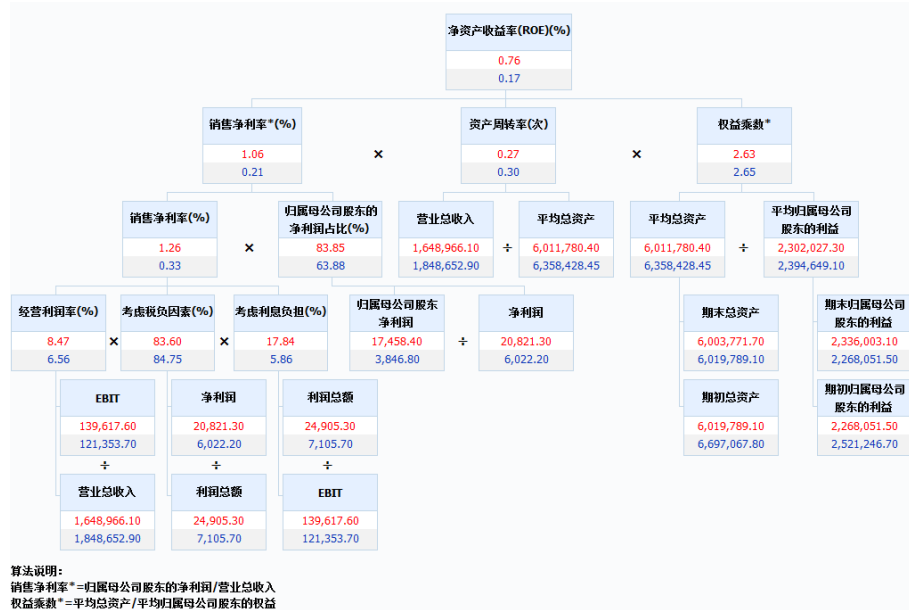 净资产收益率(ROE)(%)
0.76
0.17
销售净利率*(%)
1.06
0.21
×
资产周转率(次)
0.27
0.30
×
权益乘数*
2.63
2.65
销售净利率(%)
1.26
0.33
×
归属母公司股东的
净利润占比(%)
83.85
63.88
营业总收入
1,648,966.10
1,848,652.90
÷
平均总资产
6,011,780.40
6,358,428.45
平均总资产
6,011,780.40
6,358,428.45
÷
平均归属母公司
股东的利益
2,302,027.30
2,394,649.10
经营利润率(%)
8.47
6.56
×
考虑税负因素(%)
83.60
84.75
×
考虑利息负担(%)
17.84
5.86
归属母公司股东
净利润
17,458.40
3,846.80
÷
净利润
20,821.30
6,022.20
期末总资产
6,003,771.70
6,019,789.10
期末归属母公司
股东的利益
2,336,003.10
2,268,051.50
EBIT
139,617.60
121,353.70
÷
营业总收入
1,648,966.10
1,848,652.90
净利润
20,821.30
6,022.20
÷
利润总额
24,905.30
7,105.70
利润总额
24,905.30
7,105.70
÷
EBIT
139,617.60
121,353.70
期初总资产
6,019,789.10
6,697,067.80
期初归属母公司
股东的利益
2,268,051.50
2,521,246.70
算法说明：
销售净利率*=归属母公司股东的净利润/营业总收入
权益乘数*=平均总资产/平均归属母公司股东的权益